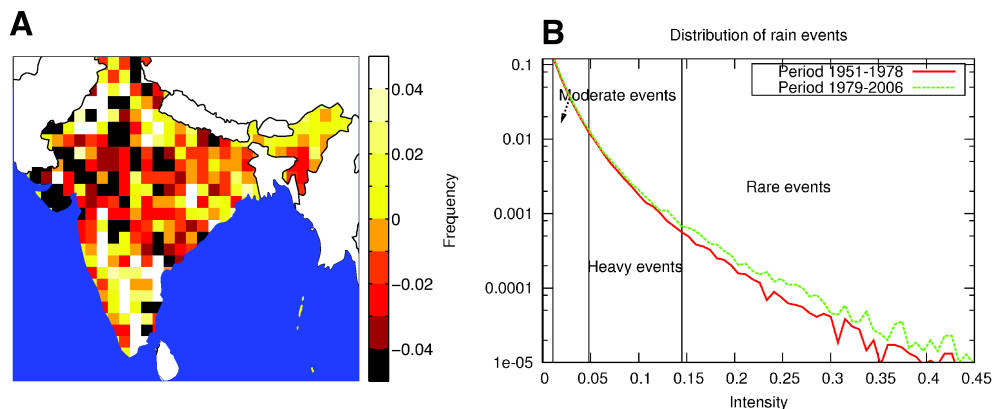 A
0.04
0.02
0
−0.02
−0.04
B
Distribution of rain events
Frequency
0.1
0.01
0.001
0.0001
1e-05
Period 1951-1978
Period 1979-2006
Moderate events
Rare events
Heavy events
0
0.05
0.1
0.15
0.2
0.25
0.3
0.35
0.4
0.45
Intensity